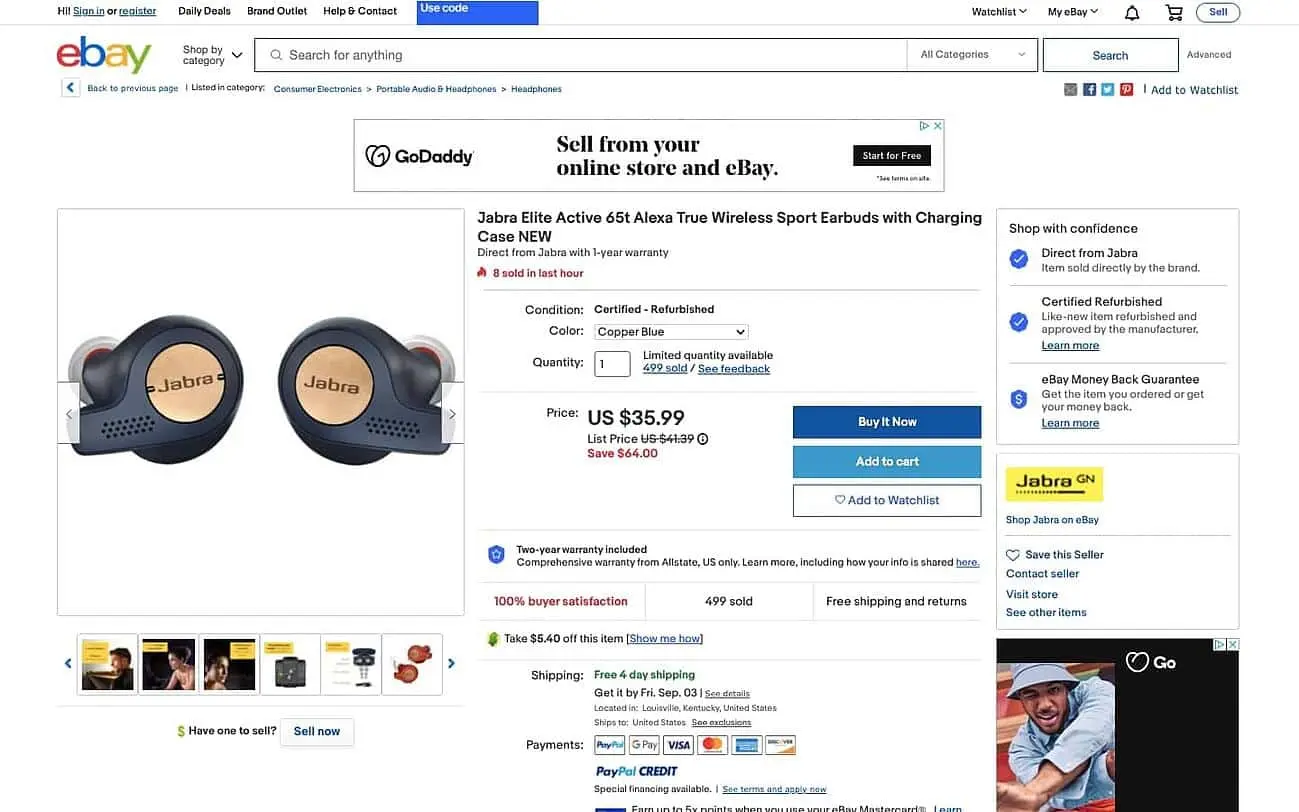 Hi! Sign in or register
Daily Deals
Brand Outlet
Help & Contact
Use code
Watchlist
My eBay
Sell
ebay
Shop by category
Search for anything
All Categories
Search
Advanced
Back to previous page | Listed in category:
Consumer Electronics > Portable Audio & Headphones > Headphones
| Add to Watchlist
GoDaddy
Sell from your
online store and eBay.
Start for Free
*See terms on site.
Jabra
Jabra
Have one to sell?
Sell now
Jabra Elite Active 65t Alexa True Wireless Sport Earbuds with Charging
Case NEW
Direct from Jabra with 1-year warranty
8 sold in last hour
Condition: Certified - Refurbished
Color: Copper Blue
Quantity: 1
Limited quantity available
499 sold / See feedback
Price: US $35.99
List Price US $41.39
Save $64.00
Buy It Now
Add to cart
Add to Watchlist
Two-year warranty included
Comprehensive warranty from Allstate, US only. Learn more, including how your info is shared here.
100% buyer satisfaction
499 sold
Free shipping and returns
Take $5.40 off this item [Show me how]
Shipping: Free 4 day shipping
Get it by Fri. Sep. 03 | See details
Located in: Louisville, Kentucky, United States
Ships to: United States See exclusions
Payments: PayPal G Pay VISA
DISCOVER
PayPal CREDIT
Special financing available. | See terms and apply now
Earn up to 5x points when you use your eBay Mastercard®. Learn
Shop with confidence
Direct from Jabra
Item sold directly by the brand.
Certified Refurbished
Like-new item refurbished and
approved by the manufacturer.
Learn more
eBay Money Back Guarantee
Get the item you ordered or get
your money back.
Learn more
Jabra GN
Shop Jabra on eBay
Save this Seller
Contact seller
Visit store
See other items
Go